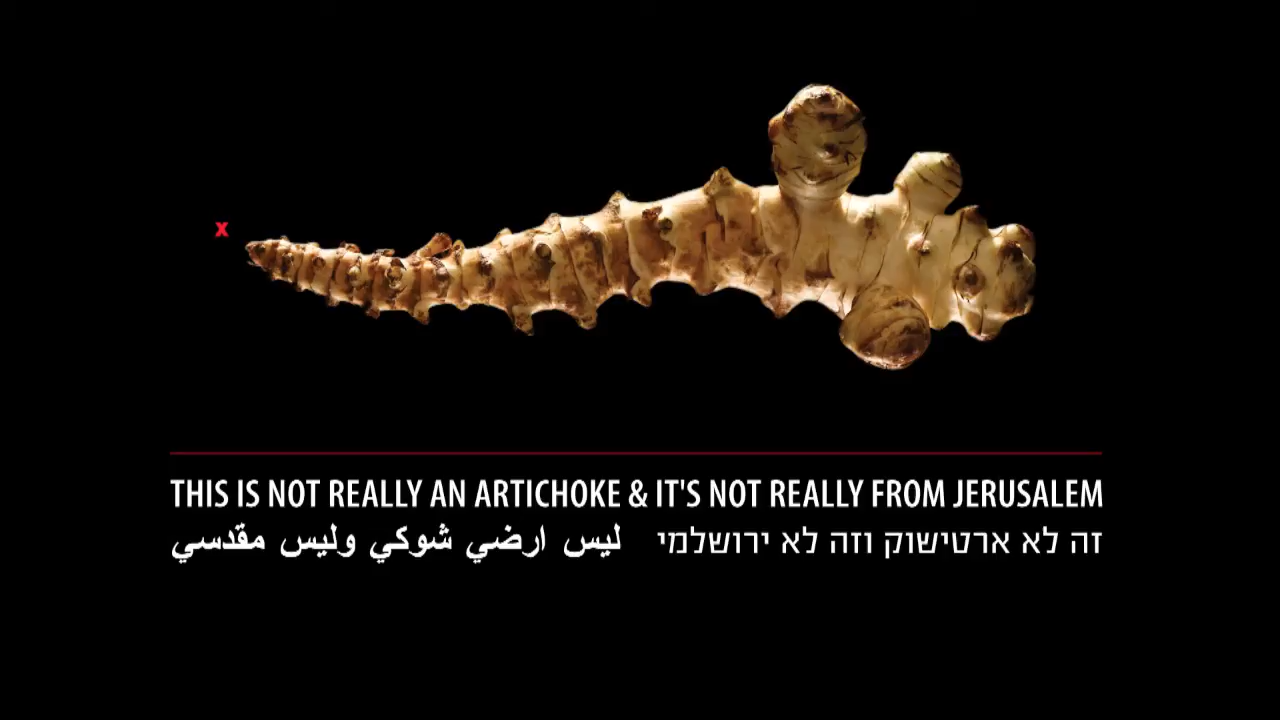 x
THIS IS NOT REALLY AN ARTICHOKE & IT'S NOT REALLY FROM JERUSALEM
ليس ارضي شوكي وليس مقدسي זה לא ארטישוק וזה לא ירושלמי